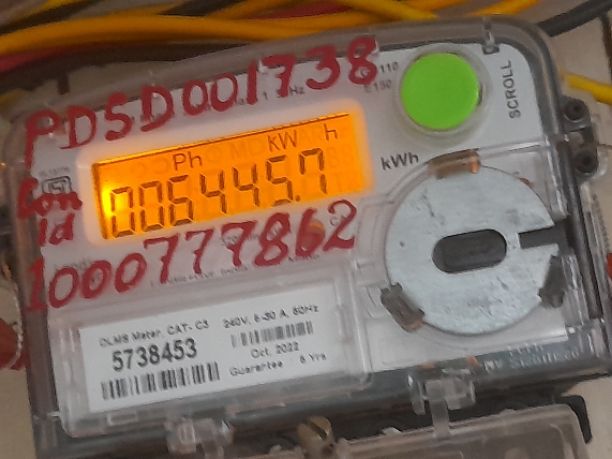 PDSD001738
SCROLL
Ph kW h
006445.7
kWh
Con
Id
1000777862
DLMS Meter, CAT- C3
240V, 5-30 A, 50Hz
5738453
Oct, 2022
Guarantee 5 Yrs